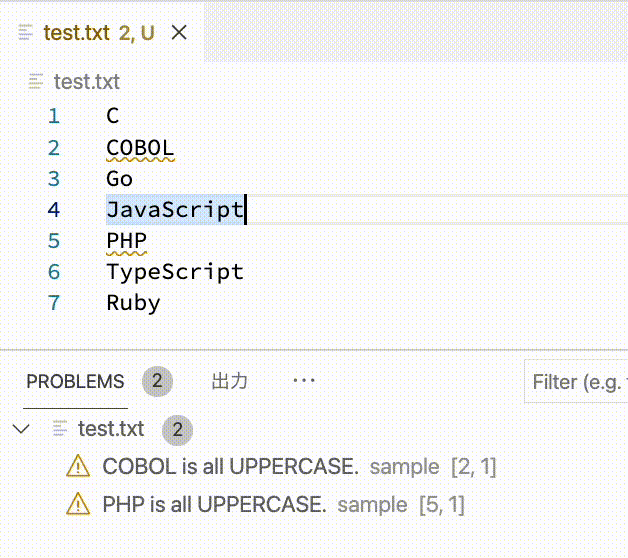 test.txt 2, U
test.txt
1 C
2 COBOL
3 Go
4 JavaScript
5 PHP
6 TypeScript
7 Ruby
PROBLEMS 2 出力 ... Filter (e.g.
test.txt 2
COBOL is all UPPERCASE. sample [2, 1]
PHP is all UPPERCASE. sample [5, 1]